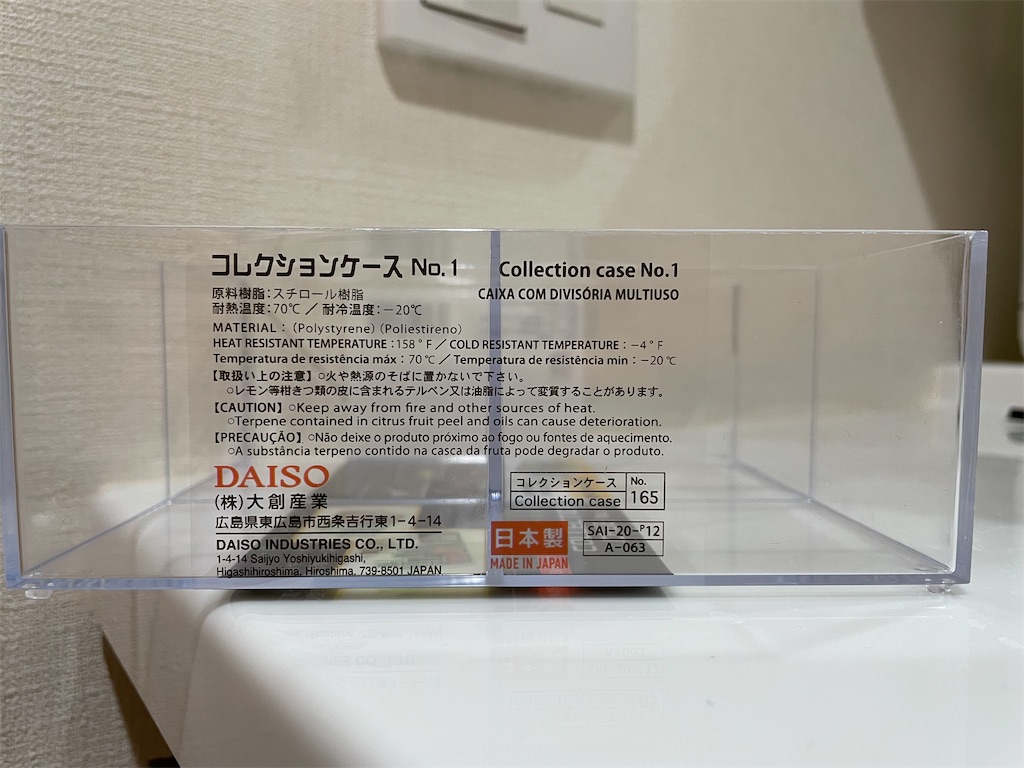 コレクションケース No.1 Collection case No.1
原料樹脂：スチロール樹脂 CAIXA COM DIVISÓRIA MULTIUSO
耐熱温度：70℃ ／ 耐冷温度：−20℃
MATERIAL : (Polystyrene) (Poliestireno)
HEAT RESISTANT TEMPERATURE : 158°F ／ COLD RESISTANT TEMPERATURE : −4°F
Temperatura de resistência máx : 70℃ ／ Temperatura de resistência min : −20℃
【取扱い上の注意】○火や熱源のそばに置かないで下さい。
○レモン等柑きつ類の皮に含まれるテルペン又は油脂によって変質することがあります。
【CAUTION】○Keep away from fire and other sources of heat.
○Terpene contained in citrus fruit peel and oils can cause deterioration.
【PRECAUÇÃO】○Não deixe o produto próximo ao fogo ou fontes de aquecimento.
○A substância terpeno contido na casca da fruta pode degradar o produto.
DAISO
(株)大創産業
広島県東広島市西条吉行東1-4-14
DAISO INDUSTRIES CO., LTD.
1-4-14 Saijyo Yoshiyukihigashi,
Higashihiroshima, Hiroshima, 739-8501 JAPAN
コレクションケース No.
Collection case 165
日本製
MADE IN JAPAN
SAI-20-P12
A-063